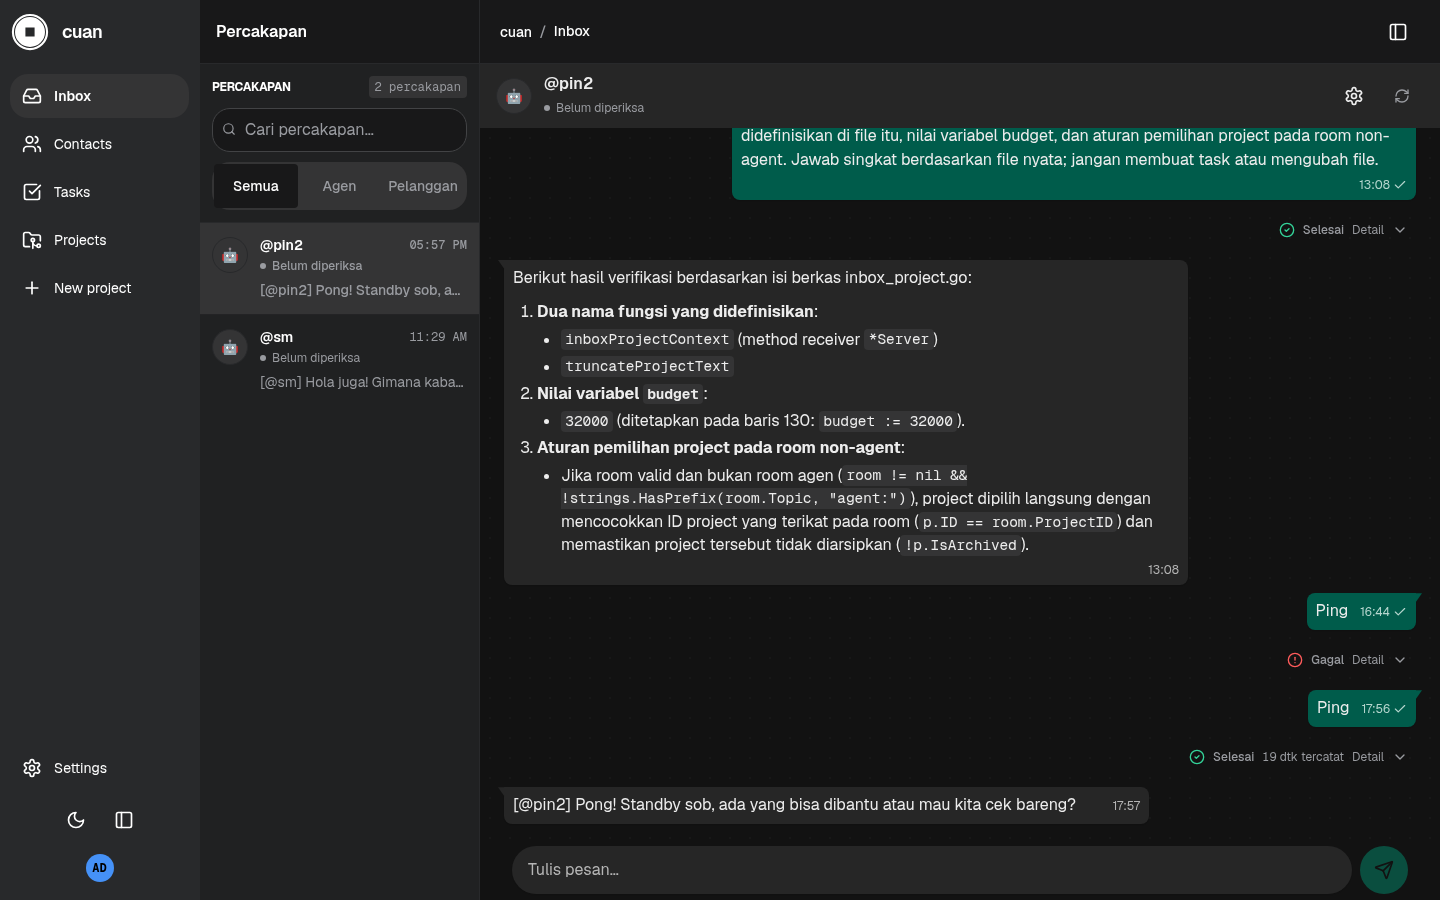 cuan
Inbox
Contacts
Tasks
Projects
New project
Settings
AD
Percakapan
PERCAKAPAN
2 percakapan
Cari percakapan...
Semua
Agen
Pelanggan
@pin2
05:57 PM
Belum diperiksa
[@pin2] Pong! Standby sob, a...
@sm
11:29 AM
Belum diperiksa
[@sm] Hola juga! Gimana kaba...
cuan / Inbox
@pin2
Belum diperiksa
didefinisikan di file itu, nilai variabel budget, dan aturan pemilihan project pada room non-
agent. Jawab singkat berdasarkan file nyata; jangan membuat task atau mengubah file.
13:08
Selesai Detail
Berikut hasil verifikasi berdasarkan isi berkas inbox_project.go:
1. Dua nama fungsi yang didefinisikan:
• inboxProjectContext (method receiver *Server)
• truncateProjectText
2. Nilai variabel budget:
• 32000 (ditetapkan pada baris 130: budget := 32000).
3. Aturan pemilihan project pada room non-agent:
• Jika room valid dan bukan room agen (room != nil &&
!strings.HasPrefix(room.Topic, "agent:")), project dipilih langsung dengan
mencocokkan ID project yang terikat pada room (p.ID == room.ProjectID) dan
memastikan project tersebut tidak diarsipkan (!p.IsArchived).
13:08
Ping 16:44
Gagal Detail
Ping 17:56
Selesai 19 dtk tercatat Detail
[@pin2] Pong! Standby sob, ada yang bisa dibantu atau mau kita cek bareng? 17:57
Tulis pesan...